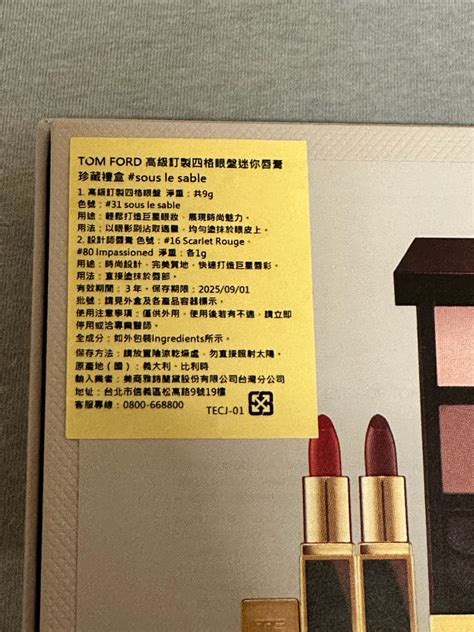 TOM FORD 高級訂製四格眼盤迷你唇膏
珍藏禮盒 #sous le sable
1. 高級訂製四格眼盤 淨重：共9g
色號：#31 sous le sable
用途：輕鬆打造巨星眼妝，展現時尚魅力。
用法：以眼影刷沾取適量，均勻塗抹於眼皮上。
2. 設計師唇膏 色號：#16 Scarlet Rouge、
#80 Impassioned 淨重：各1g
用途：時尚設計，完美質地，快速打造巨星唇彩。
用法：直接塗抹於唇部。
有效期間：3年。保存期限：2025/09/01
批號：請見外盒及各產品容器標示。
使用注意事項：僅供外用，使用後若有不適，請立即
停用或洽專業醫師。
全成分：如外包裝Ingredients所示。
保存方法：請放置陰涼乾燥處，勿直接照射太陽。
原產地（國）：義大利、比利時
輸入廠商：美商雅詩蘭黛股份有限公司台灣分公司
地址：台北市信義區松高路9號19樓
客服專線：0800-668800
TECJ-01